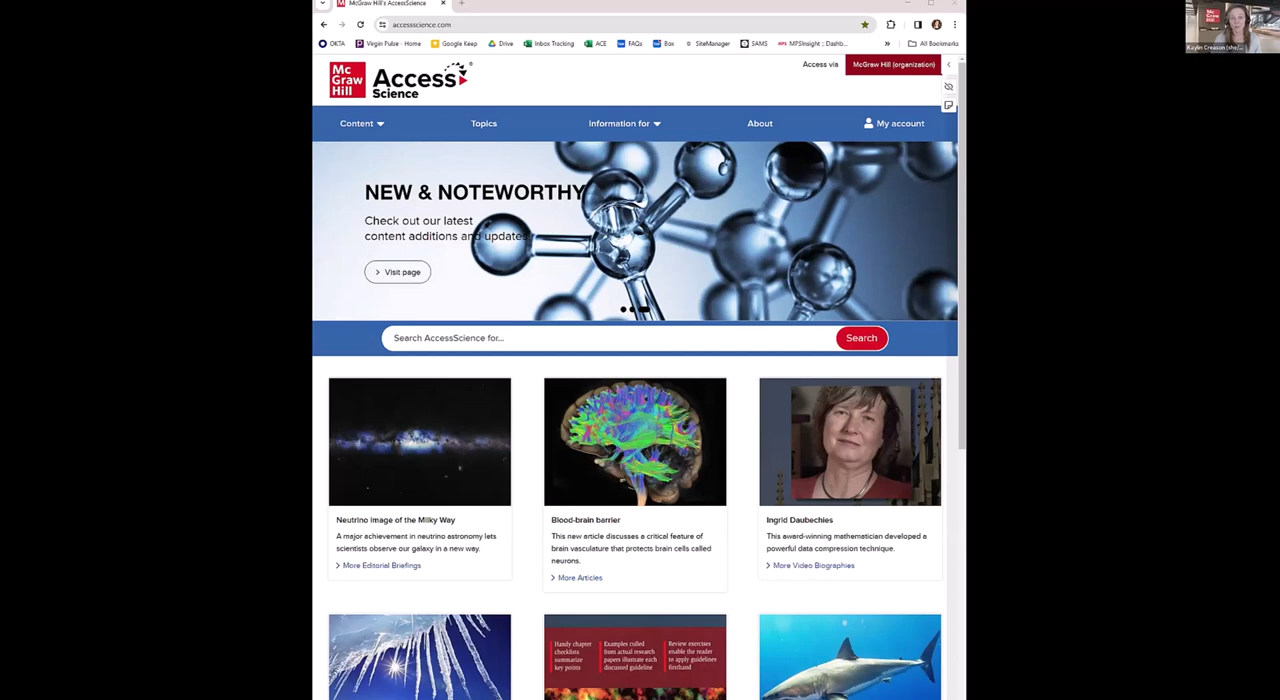 McGraw Hill's AccessScience
accessscience.com
OKTA
Virgin Pulse - Home
Google Keep
Drive
Inbox Tracking
ACE
FAQs
Box
SiteManager
SAMS
MPSInsight :: Dashb...
All Bookmarks
Mc
Graw
Hill
Access
Science
Access via
McGraw Hill (organization)
Content
Topics
Information for
About
My account
NEW & NOTEWORTHY
Check out our latest
content additions and updates
Visit page
Search AccessScience for...
Search
Neutrino image of the Milky Way
A major achievement in neutrino astronomy lets
scientists observe our galaxy in a new way.
More Editorial Briefings
Blood-brain barrier
This new article discusses a critical feature of
brain vasculature that protects brain cells called
neurons.
More Articles
Ingrid Daubechies
This award-winning mathematician developed a
powerful data compression technique.
More Video Biographies
Handy chapter
checklists
summarize
key points
Examples culled
from actual research
papers illustrate each
discussed guideline
Review exercises
enable the reader
to apply guidelines
firsthand
Kaylin Creason (she/...